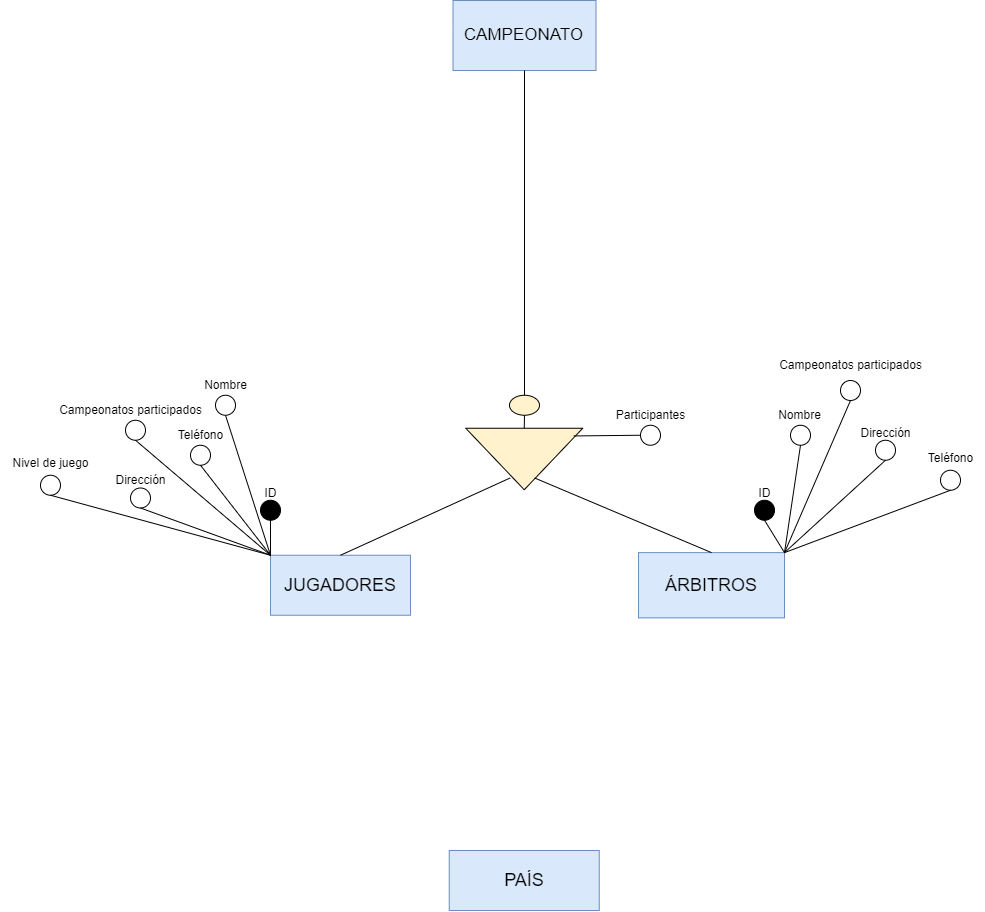 CAMPEONATO
Campeonatos participados
Nombre
Campeonatos participados
Participantes
Nombre
Teléfono
Dirección
Nivel de juego
Teléfono
Dirección
ID
ID
JUGADORES
ÁRBITROS
PAÍS